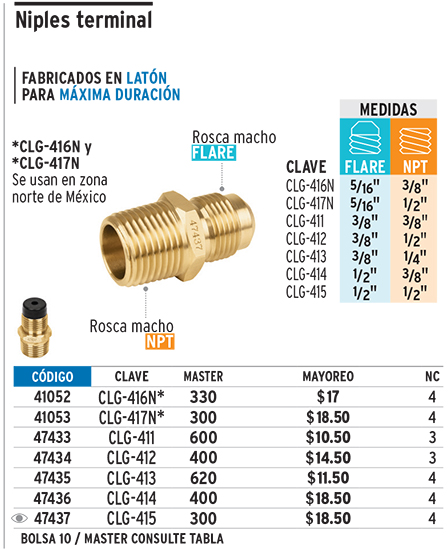 Niples terminal
FABRICADOS EN LATÓN
PARA MÁXIMA DURACIÓN
*CLG-416N y
*CLG-417N
Se usan en zona
norte de México
Rosca macho
FLARE
47437
Rosca macho
NPT
MEDIDAS
CLAVE FLARE NPT
CLG-416N 5/16" 3/8"
CLG-417N 5/16" 1/2"
CLG-411 3/8" 3/8"
CLG-412 3/8" 1/2"
CLG-413 3/8" 1/4"
CLG-414 1/2" 3/8"
CLG-415 1/2" 1/2"
CÓDIGO CLAVE MASTER MAYOREO NC
41052 CLG-416N* 330 $17 4
41053 CLG-417N* 300 $18.50 4
47433 CLG-411 600 $10.50 3
47434 CLG-412 400 $14.50 3
47435 CLG-413 620 $11.50 4
47436 CLG-414 400 $18.50 4
47437 CLG-415 300 $18.50 4
BOLSA 10 / MASTER CONSULTE TABLA